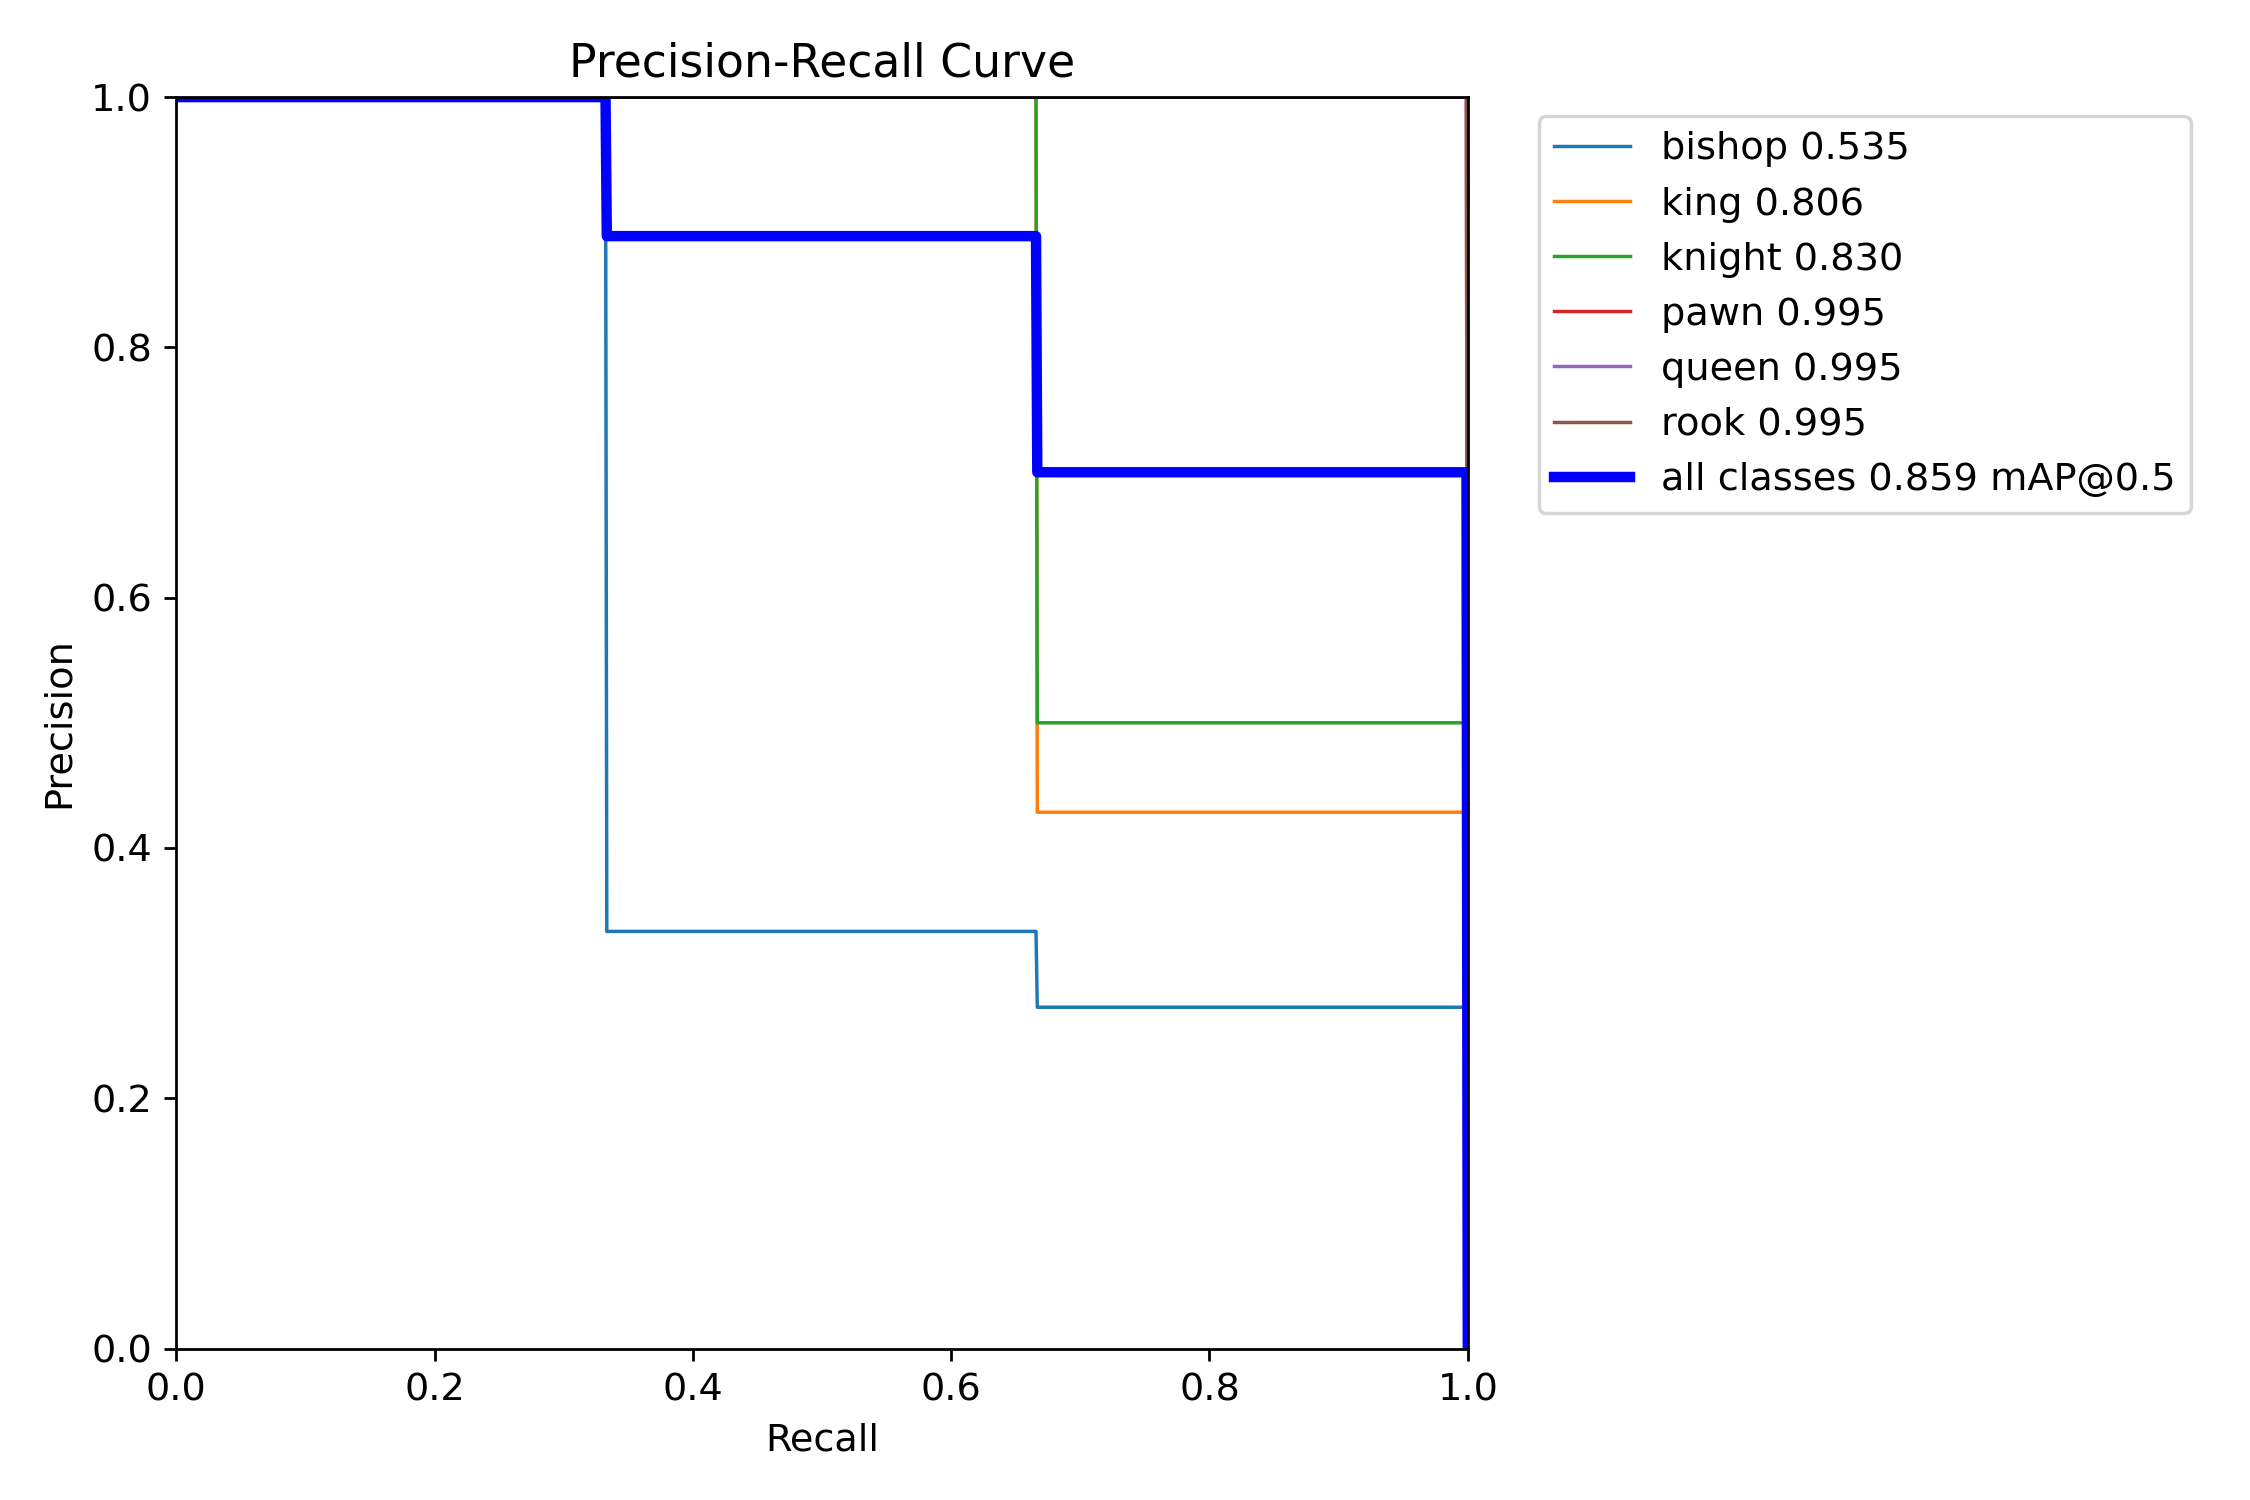 Precision-Recall Curve
1.0
0.8
0.6
0.4
0.2
0.0
Precision
0.0 0.2 0.4 0.6 0.8 1.0
Recall
bishop 0.535
king 0.806
knight 0.830
pawn 0.995
queen 0.995
rook 0.995
all classes 0.859 mAP@0.5